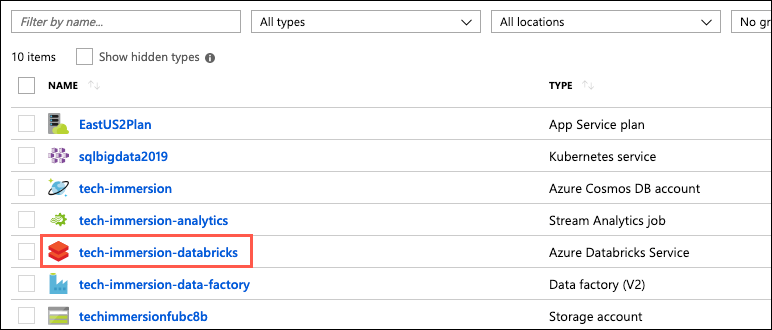 Filter by name... All types All locations No gr
10 items Show hidden types
NAME TYPE
EastUS2Plan App Service plan
sqlbigdata2019 Kubernetes service
tech-immersion Azure Cosmos DB account
tech-immersion-analytics Stream Analytics job
tech-immersion-databricks Azure Databricks Service
tech-immersion-data-factory Data factory (V2)
techimmersionfubc8b Storage account